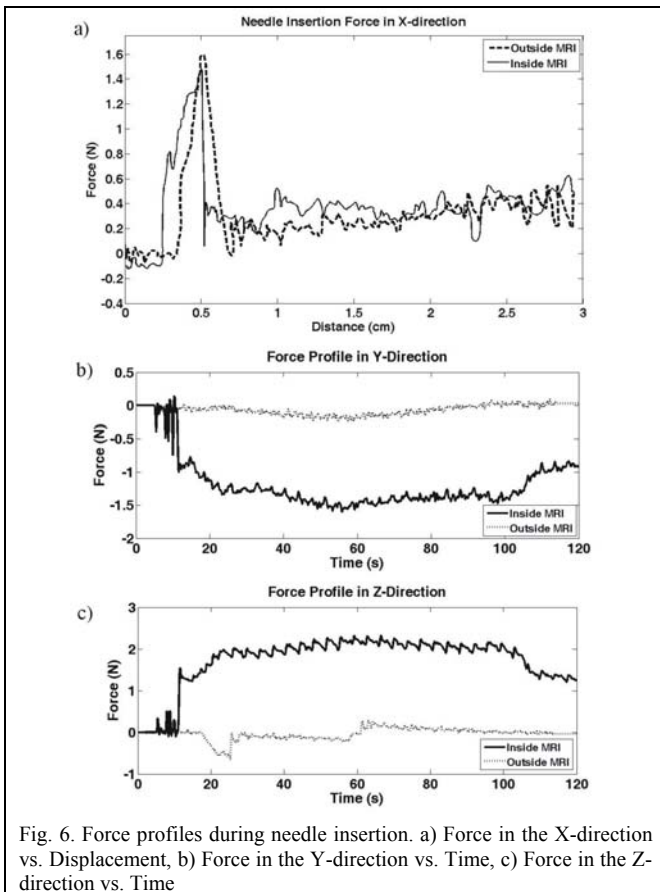 a)
Needle Insertion Force in X-direction
Outside MRI
Inside MRI
1.6
1.4
1.2
1
0.8
0.6
0.4
0.2
0
-0.2
-0.4
Force (N)
0 0.5 1 1.5 2 2.5 3
Distance (cm)
b)
Force Profile in Y-Direction
0.5
0
-0.5
-1
-1.5
-2
Force (N)
Inside MRI
Outside MRI
0 20 40 60 80 100 120
Time (s)
c)
Force Profile in Z-Direction
3
2
1
0
-1
Force (N)
Inside MRI
Outside MRI
0 20 40 60 80 100 120
Time (s)
Fig. 6. Force profiles during needle insertion. a) Force in the X-direction
vs. Displacement, b) Force in the Y-direction vs. Time, c) Force in the Z-
direction vs. Time